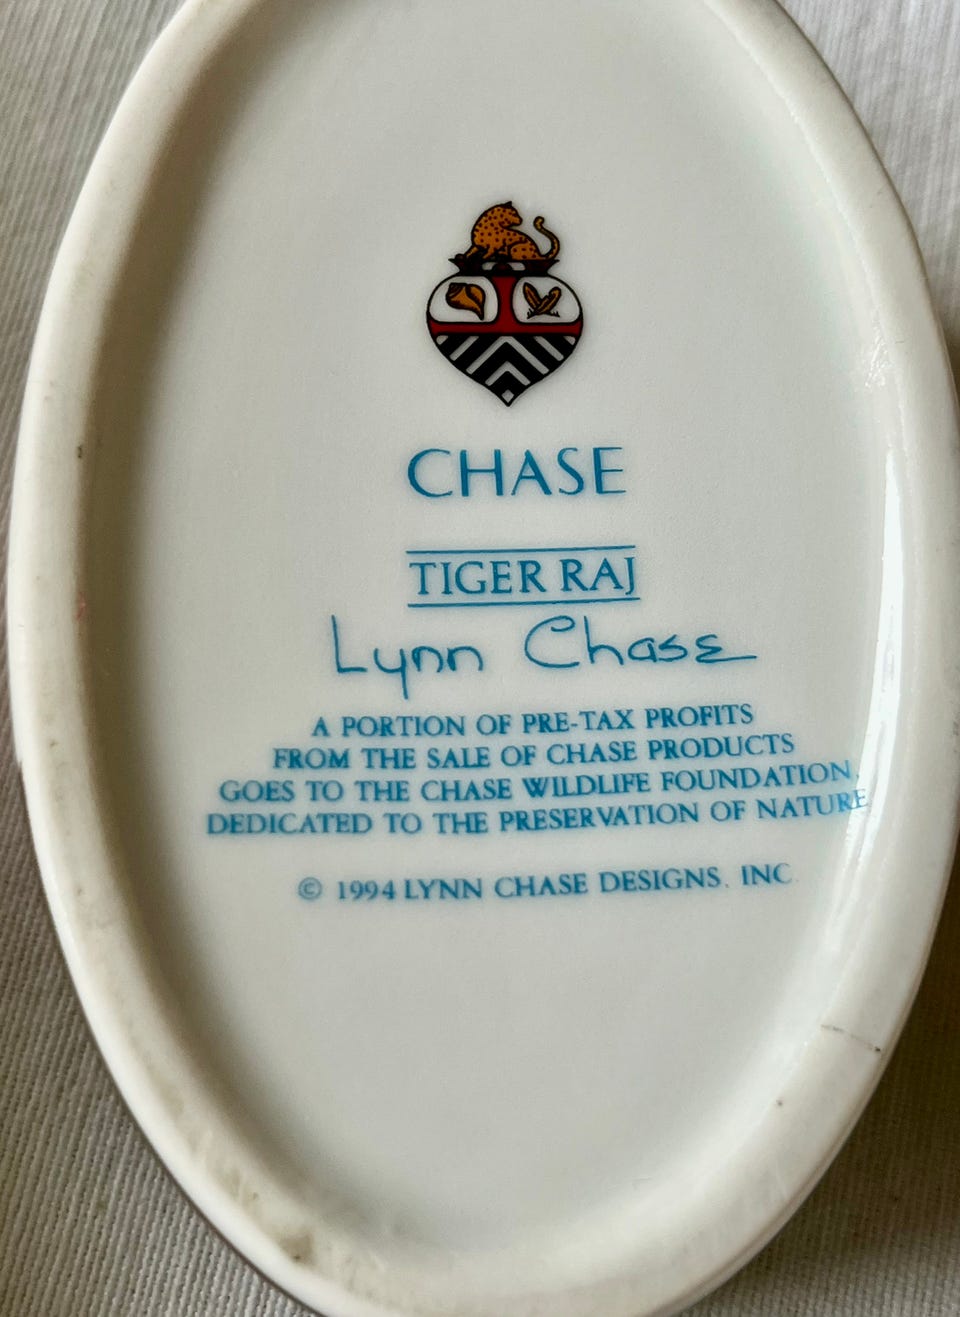 CHASE
TIGER RAJ
Lynn Chase
A PORTION OF PRE-TAX PROFITS
FROM THE SALE OF CHASE PRODUCTS
GOES TO THE CHASE WILDLIFE FOUNDATION,
DEDICATED TO THE PRESERVATION OF NATURE
© 1994 LYNN CHASE DESIGNS, INC.